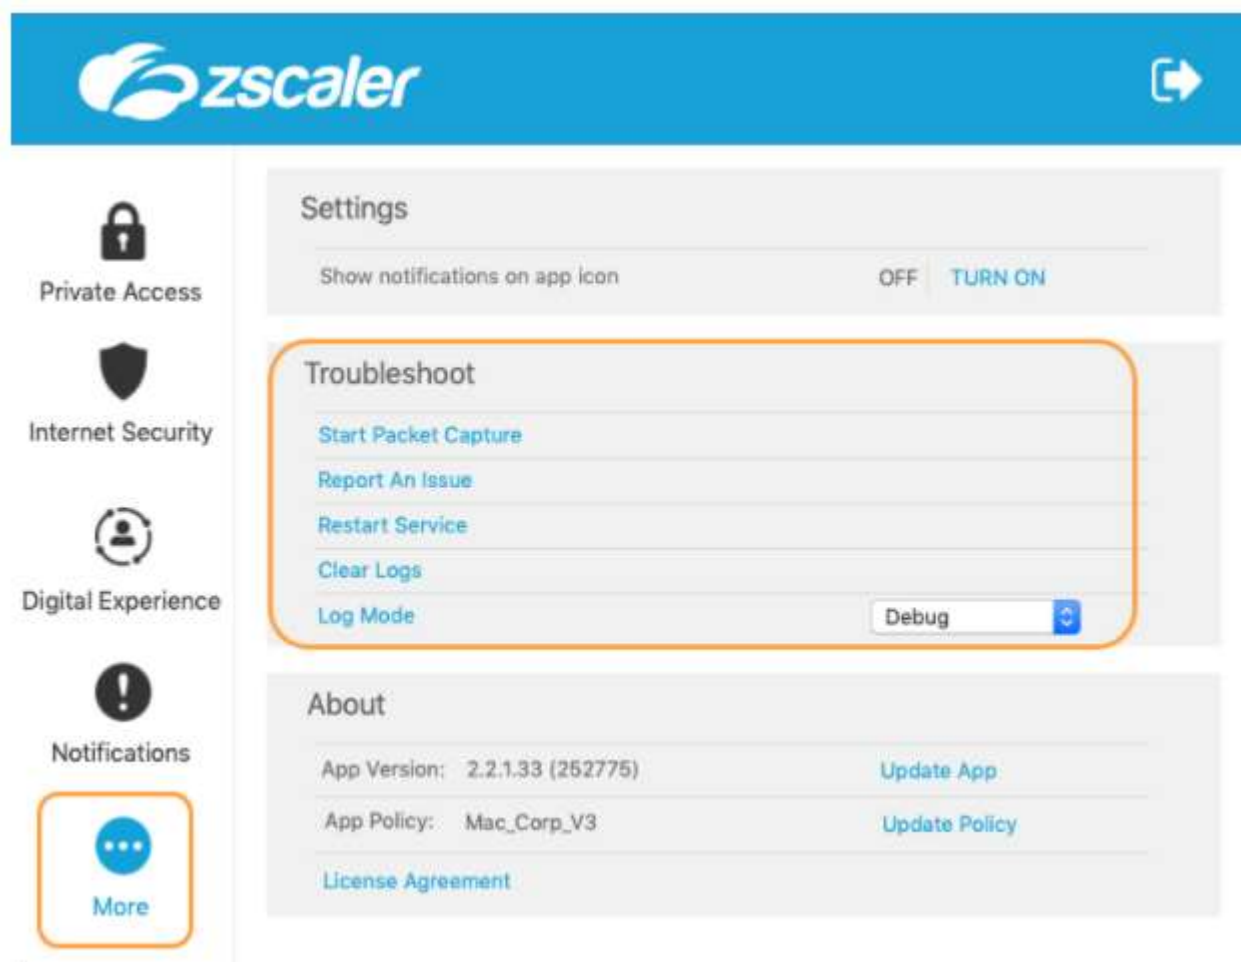 zscaler
Private Access
Internet Security
Digital Experience
Notifications
More
Settings
Show notifications on app icon OFF TURN ON
Troubleshoot
Start Packet Capture
Report An Issue
Restart Service
Clear Logs
Log Mode Debug
About
App Version: 2.2.1.33 (252775) Update App
App Policy: Mac_Corp_V3 Update Policy
License Agreement